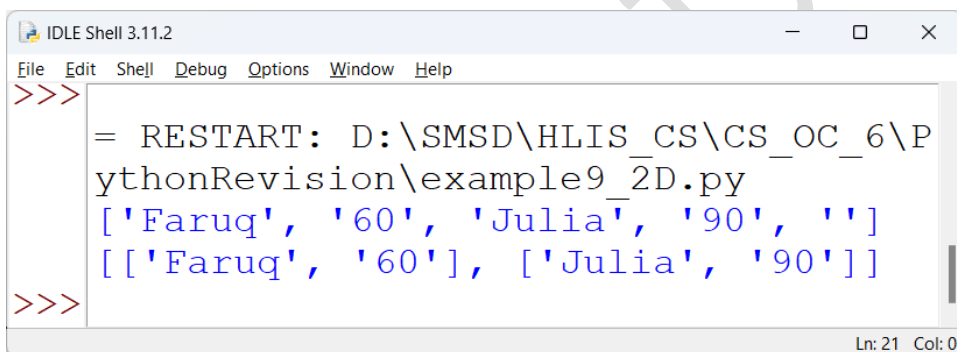 IDLE Shell 3.11.2
File Edit Shell Debug Options Window Help
>>>
= RESTART: D:\SMSD\HLIS_CS\CS_OC_6\P
ythonRevision\example9_2D.py
['Faruq', '60', 'Julia', '90', '']
[['Faruq', '60'], ['Julia', '90']]
>>>
Ln: 21 Col: 0